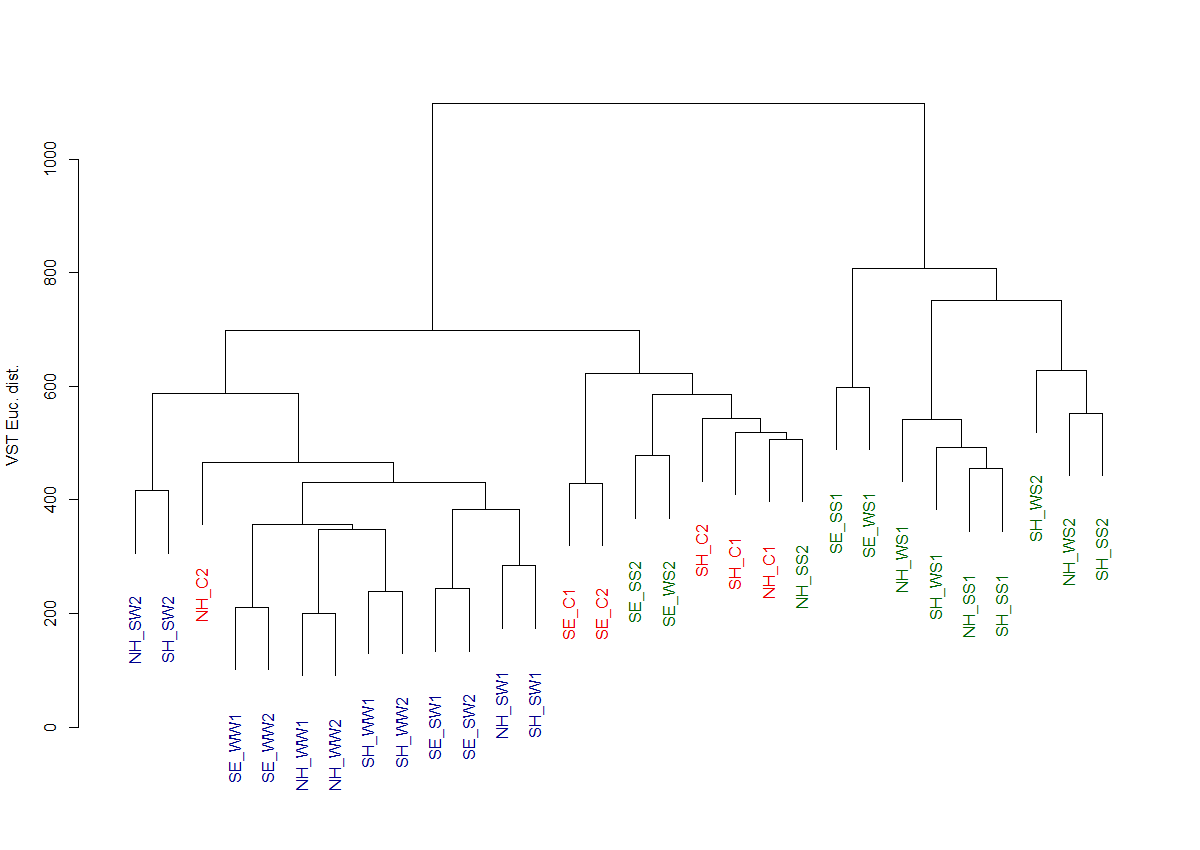 VST Euc. dist.
1000
800
600
400
200
0
NH_SW2
SH_SW2
NH_C2
SE_WW1
SE_WW2
NH_WW1
NH_WW2
SH_WW1
SH_WW2
SE_SW1
SE_SW2
NH_SW1
SH_SW1
SE_C1
SE_C2
SE_SS2
SE_WS2
SH_C2
SH_C1
NH_C1
NH_SS2
SE_SS1
SE_WS1
NH_WS1
SH_WS1
NH_SS1
SH_SS1
SH_WS2
NH_WS2
SH_SS2